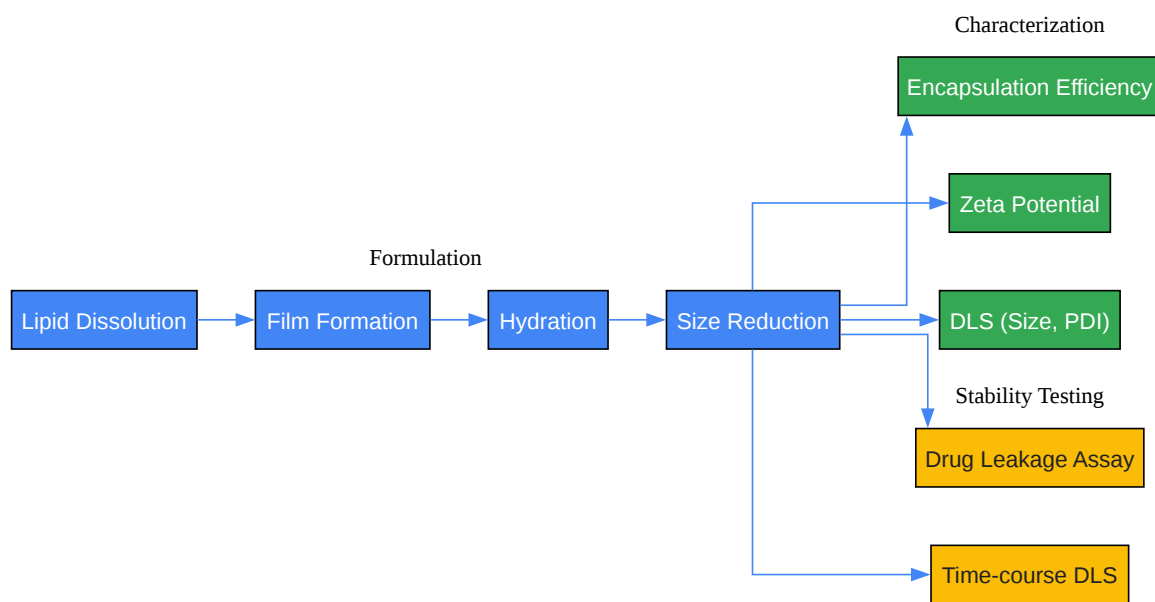 Characterization
Encapsulation Efficiency
Zeta Potential
Formulation
Lipid Dissolution
Film Formation
Hydration
Size Reduction
DLS (Size, PDI)
Stability Testing
Drug Leakage Assay
Time-course DLS